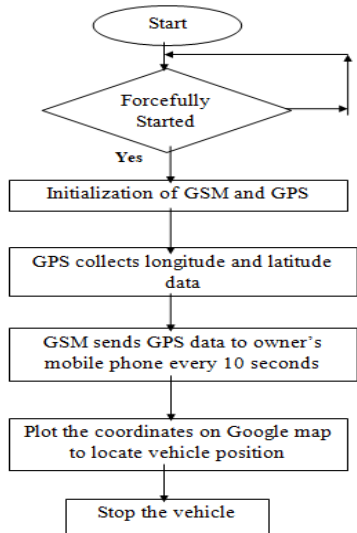 Start
Forcefully
Started
Yes
Initialization of GSM and GPS
GPS collects longitude and latitude
data
GSM sends GPS data to owner's
mobile phone every 10 seconds
Plot the coordinates on Google map
to locate vehicle position
Stop the vehicle